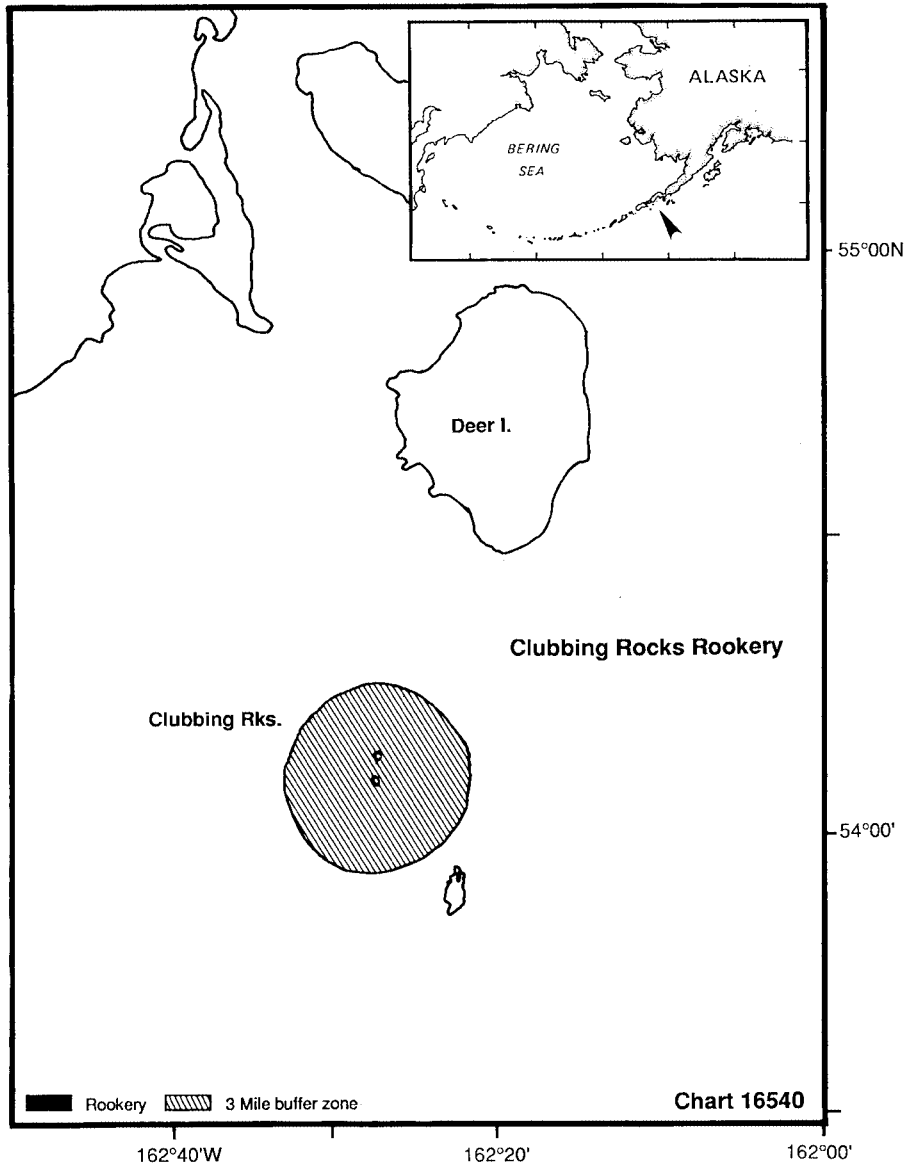 ALASKA
BERING
SEA
55°00N
Deer I.
Clubbing Rocks Rookery
Clubbing Rks.
54°00'
Rookery
3 Mile buffer zone
Chart 16540
162°40'W
162°20'
162°00'